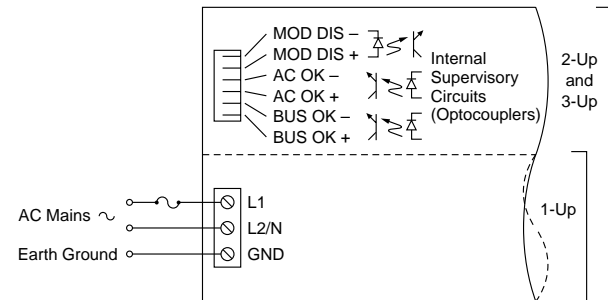 MOD DIS –
MOD DIS +
AC OK –
AC OK +
BUS OK –
BUS OK +
Internal
Supervisory
Circuits
(Optocouplers)
2-Up
and
3-Up
1-Up
AC Mains ∼
Earth Ground
L1
L2/N
GND